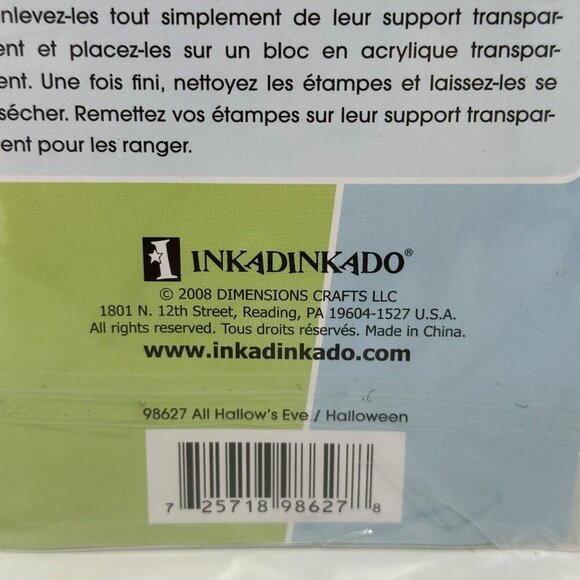 nlevez-les tout simplement de leur support transpar-
ent et placez-les sur un bloc en acrylique transpar-
ent. Une fois fini, nettoyez les étampes et laissez-les se
sécher. Remettez vos étampes sur leur support transpar-
ent pour les ranger.
INKADINKADO®
© 2008 DIMENSIONS CRAFTS LLC
1801 N. 12th Street, Reading, PA 19604-1527 U.S.A.
All rights reserved. Tous droits réservés. Made in China.
www.inkadinkado.com
98627 All Hallow's Eve / Halloween
7 25718 98627 8